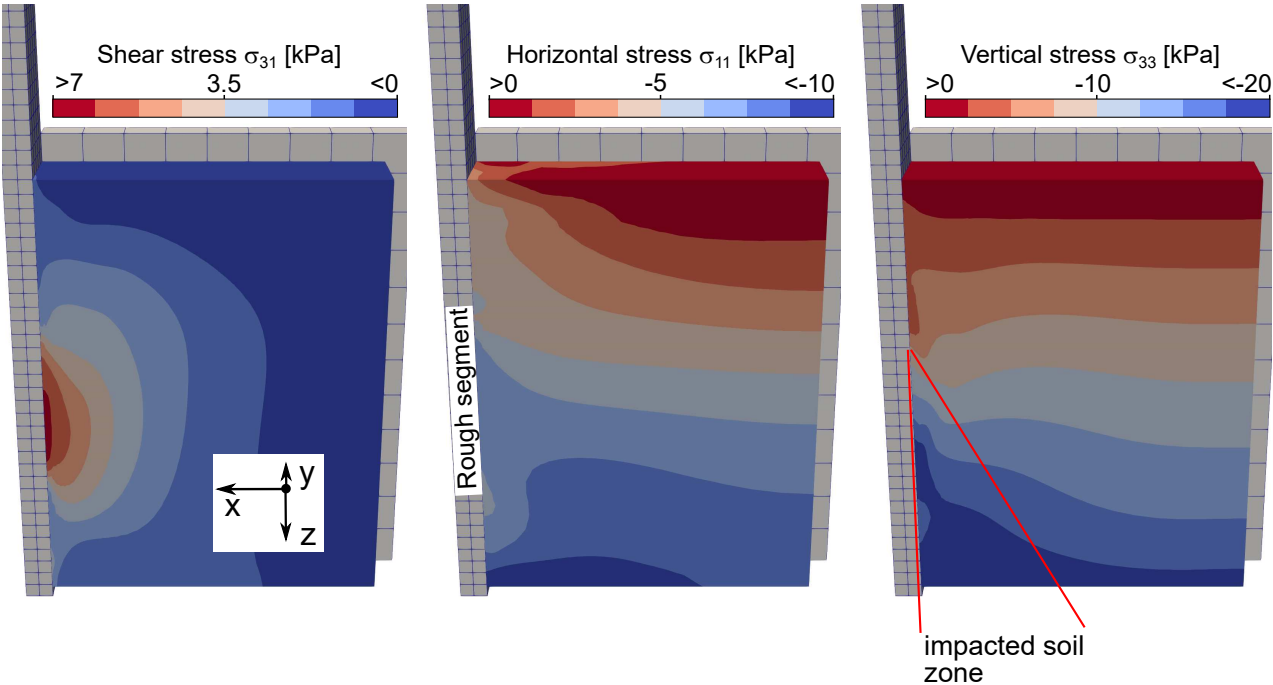 Shear stress σ31 [kPa]
>7 3.5 <0
Horizontal stress σ11 [kPa]
>0 -5 <-10
Vertical stress σ33 [kPa]
>0 -10 <-20
Rough segment
y
x
z
impacted soil
zone